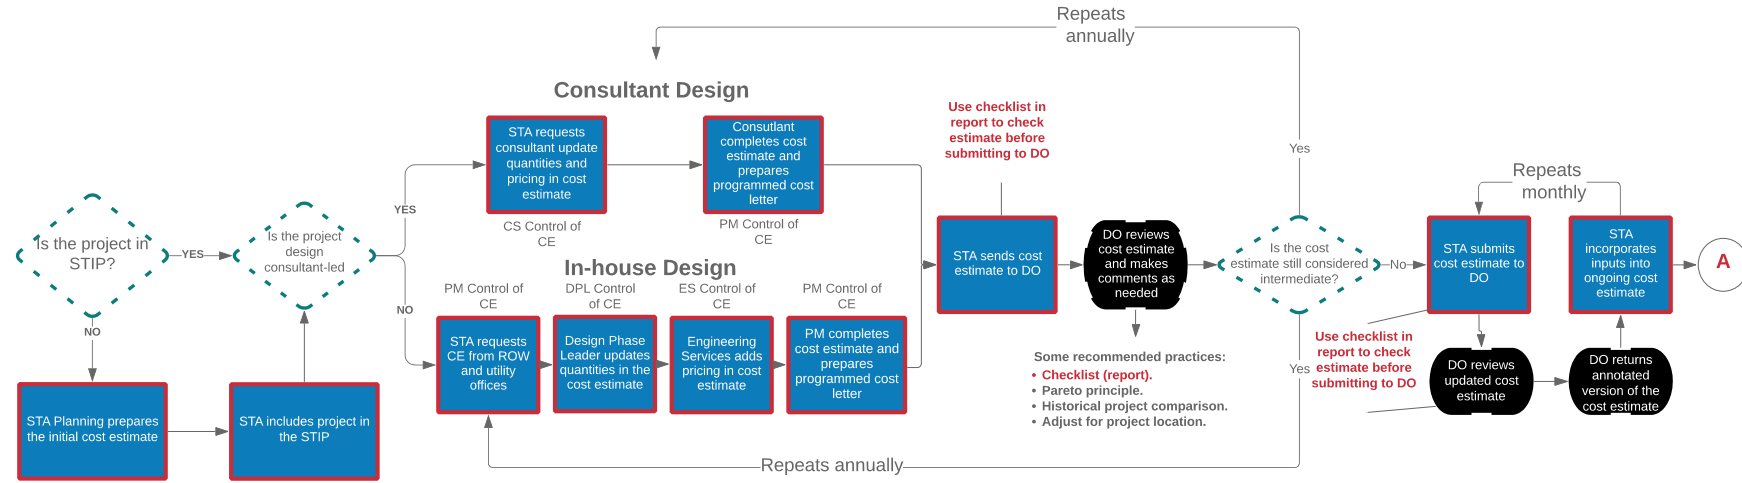 Repeats
annually
Consultant Design
STA requests
consultant update
quantities and
pricing in cost
estimate
Consutlant
completes cost
estimate and
prepares
programmed cost
letter
CS Control of
CE
PM Control of
CE
Use checklist in
report to check
estimate before
submitting to DO
Is the project in
STIP?
YES
NO
Is the project
design
consultant-led
YES
NO
STA Planning prepares
the initial cost estimate
STA includes project in
the STIP
In-house Design
PM Control of
CE
DPL Control
of CE
ES Control of
CE
PM Control of
CE
STA requests
CE from ROW
and utility
offices
Design Phase
Leader updates
quantities in the
cost estimate
Engineering
Services adds
pricing in cost
estimate
PM completes
cost estimate and
prepares
programmed cost
letter
STA sends cost
estimate to DO
DO reviews
cost estimate
and makes
comments as
needed
Some recommended practices:
• Checklist (report).
• Pareto principle.
• Historical project comparison.
• Adjust for project location.
Yes
Is the cost
estimate still considered
intermediate?
No
Yes
Repeats annually
Repeats
monthly
STA submits
cost estimate to
DO
STA
incorporates
inputs into
ongoing cost
estimate
A
Use checklist in
report to check
estimate before
submitting to DO
DO reviews
updated cost
estimate
DO returns
annotated
version of the
cost estimate